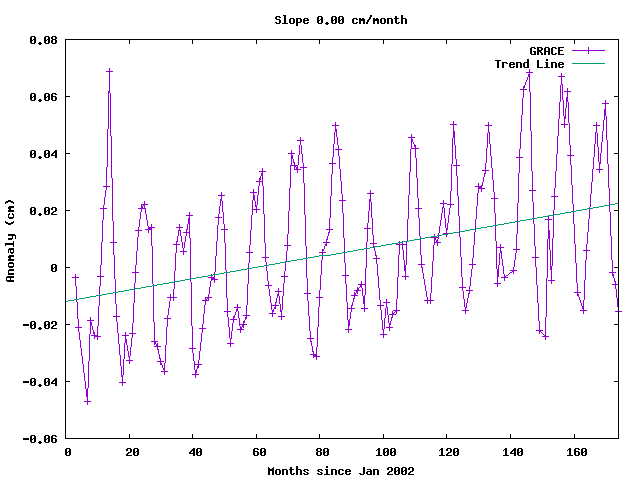 Slope 0.00 cm/month
GRACE
Trend Line
Anomaly (cm)
0.08
0.06
0.04
0.02
0
-0.02
-0.04
-0.06
0 20 40 60 80 100 120 140 160
Months since Jan 2002